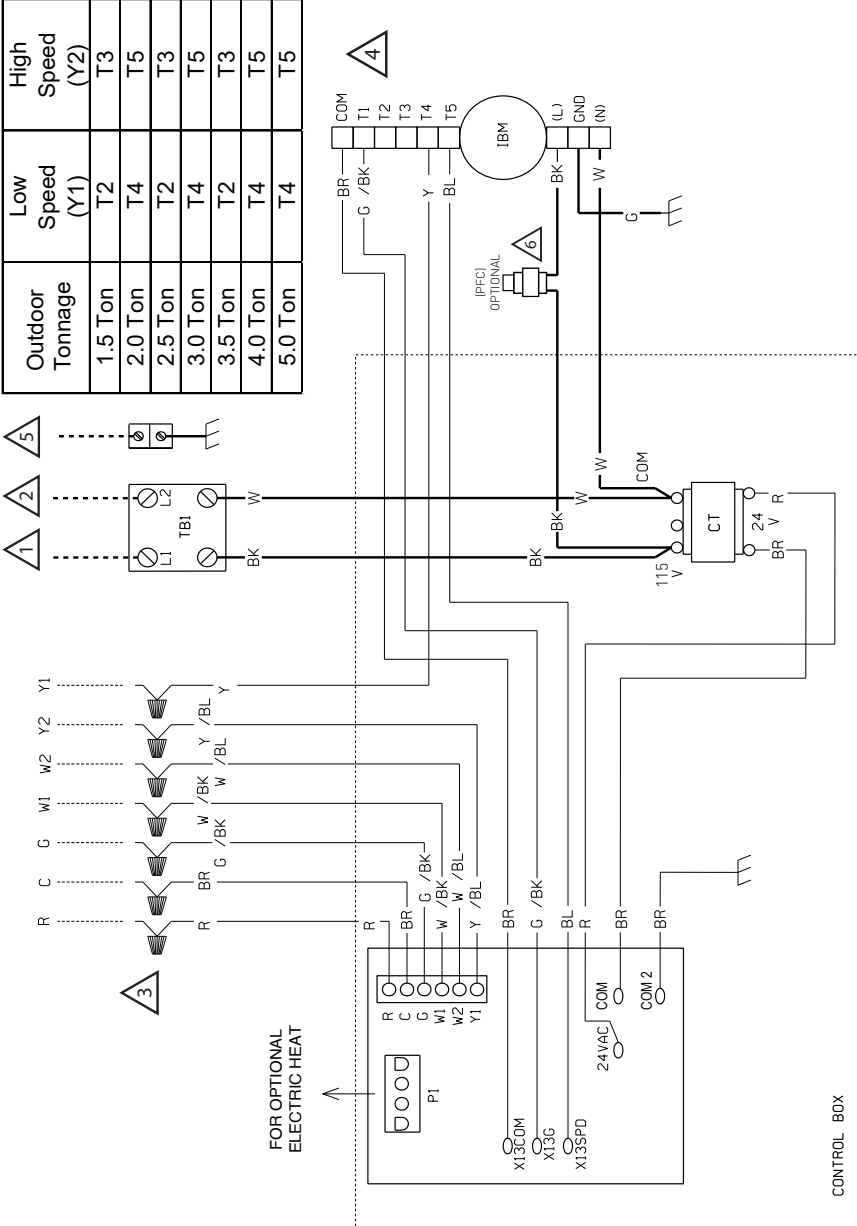 Outdoor Tonnage | Low Speed (Y1) | High Speed (Y2)
1.5 Ton | T2 | T3
2.0 Ton | T4 | T5
2.5 Ton | T2 | T3
3.0 Ton | T4 | T5
3.5 Ton | T2 | T3
4.0 Ton | T4 | T5
5.0 Ton | T4 | T5
1
2
5
L1
L2
TB1
BK
W
BK
W
R
C
G
W1
W2
Y2
Y1
3
R
BR
G /BK
W /BK
W /BL
Y /BL
Y
4
COM
T1
T2
T3
T4
T5
IBM
(L)
GND
(N)
BR
G /BK
Y
BL
BK
W
G
6
(PFC)
OPTIONAL
BK
W
COM
115
V
CT
24
V
BR
R
FOR OPTIONAL
ELECTRIC HEAT
P1
R
C
G
W1
W2
Y1
R
BR
G /BK
W /BK
W /BL
Y /BL
X13COM
X13G
X13SPD
24VAC
COM
COM 2
BR
G /BK
BL
R
BR
BR
CONTROL BOX